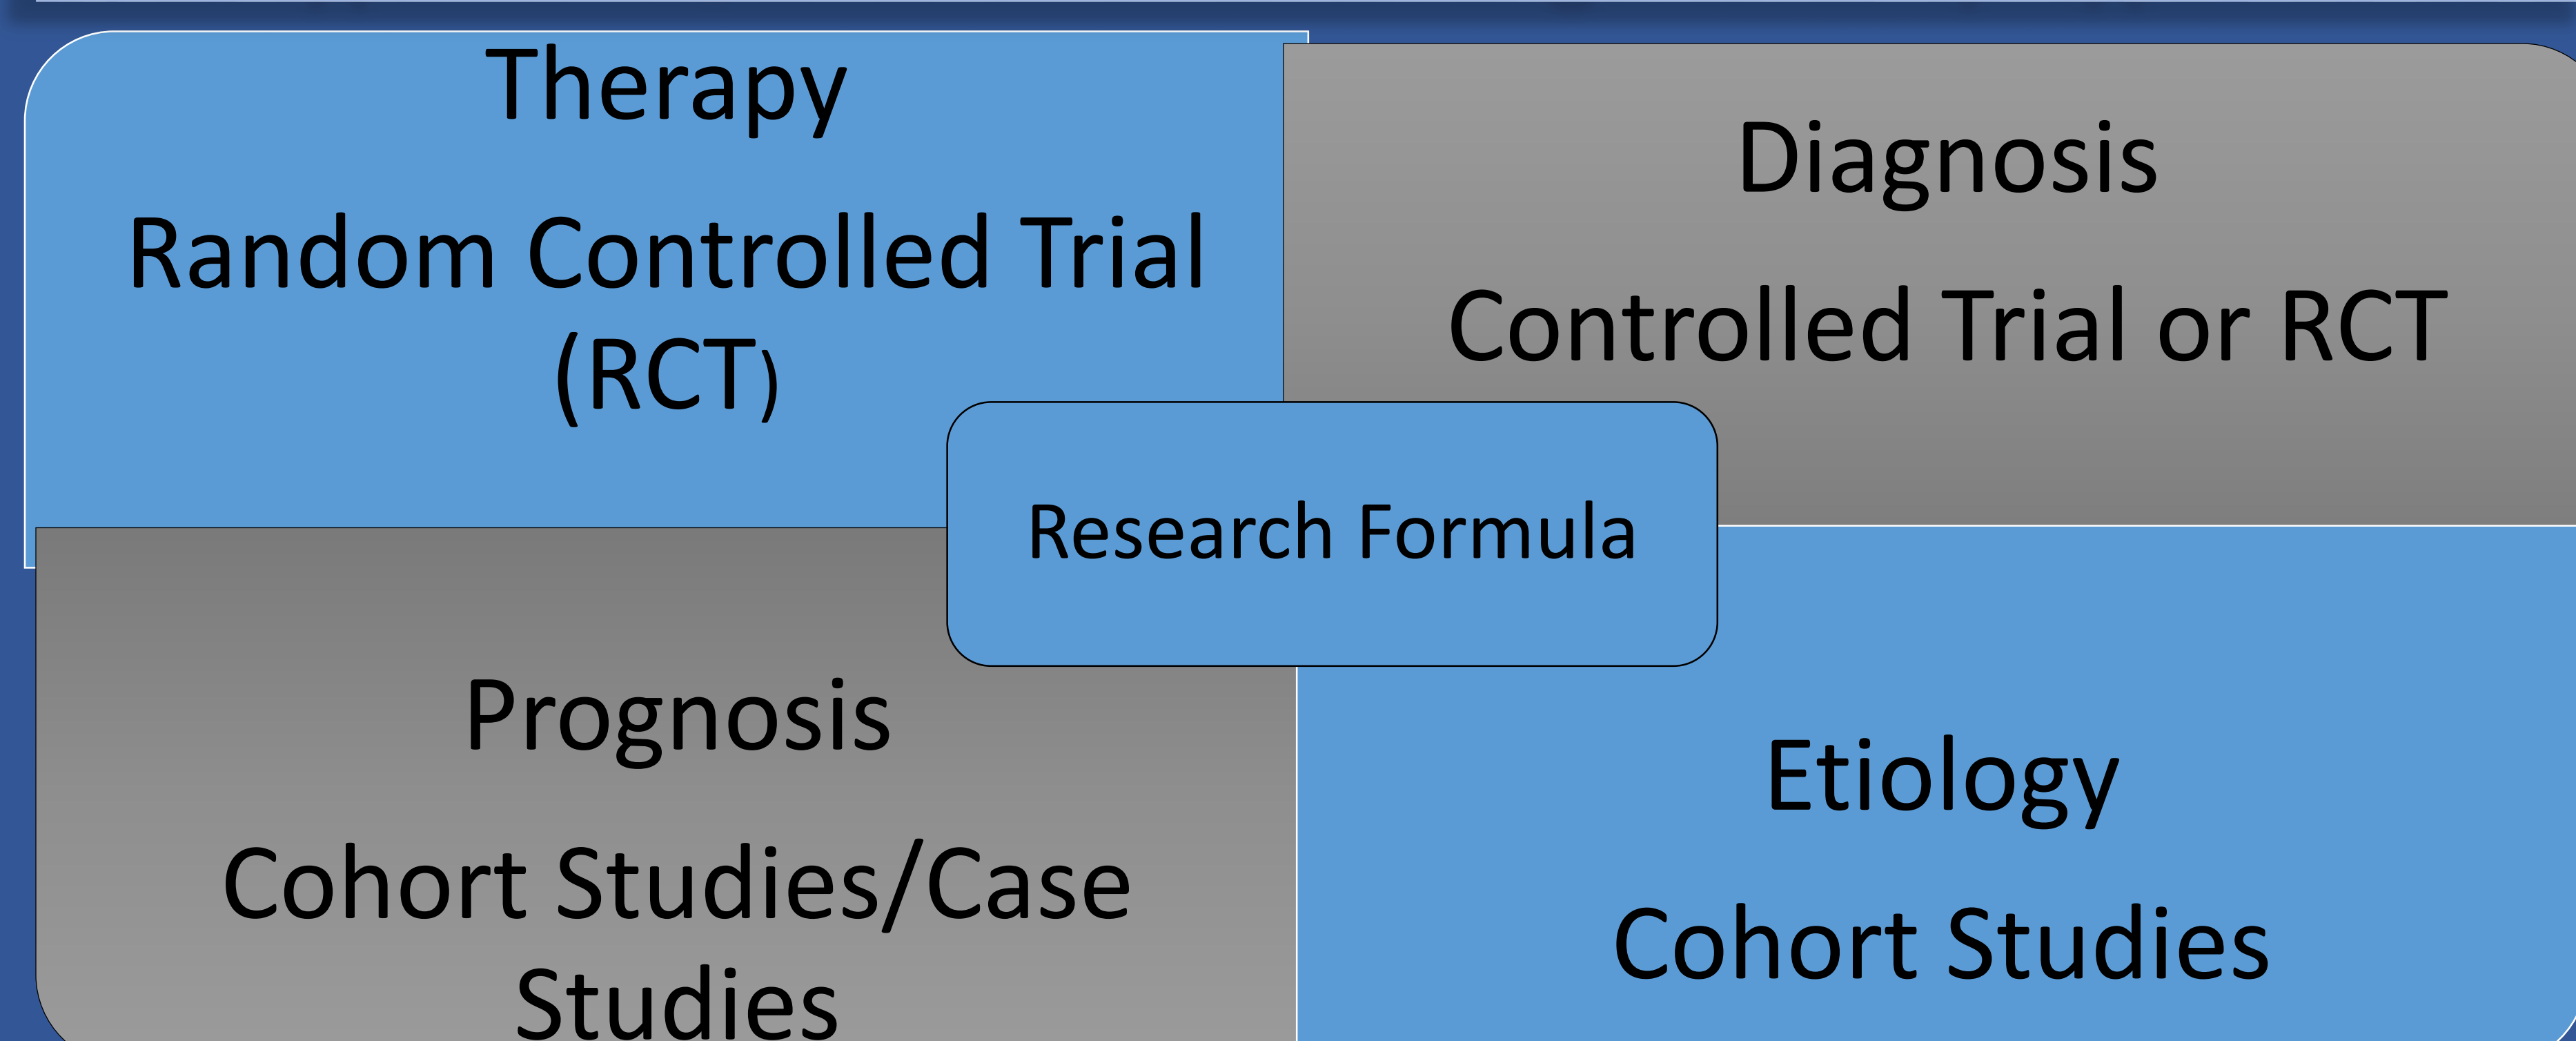 Therapy
Random Controlled Trial
(RCT)
Diagnosis
Controlled Trial or RCT
Research Formula
Prognosis
Cohort Studies/Case
Studies
Etiology
Cohort Studies